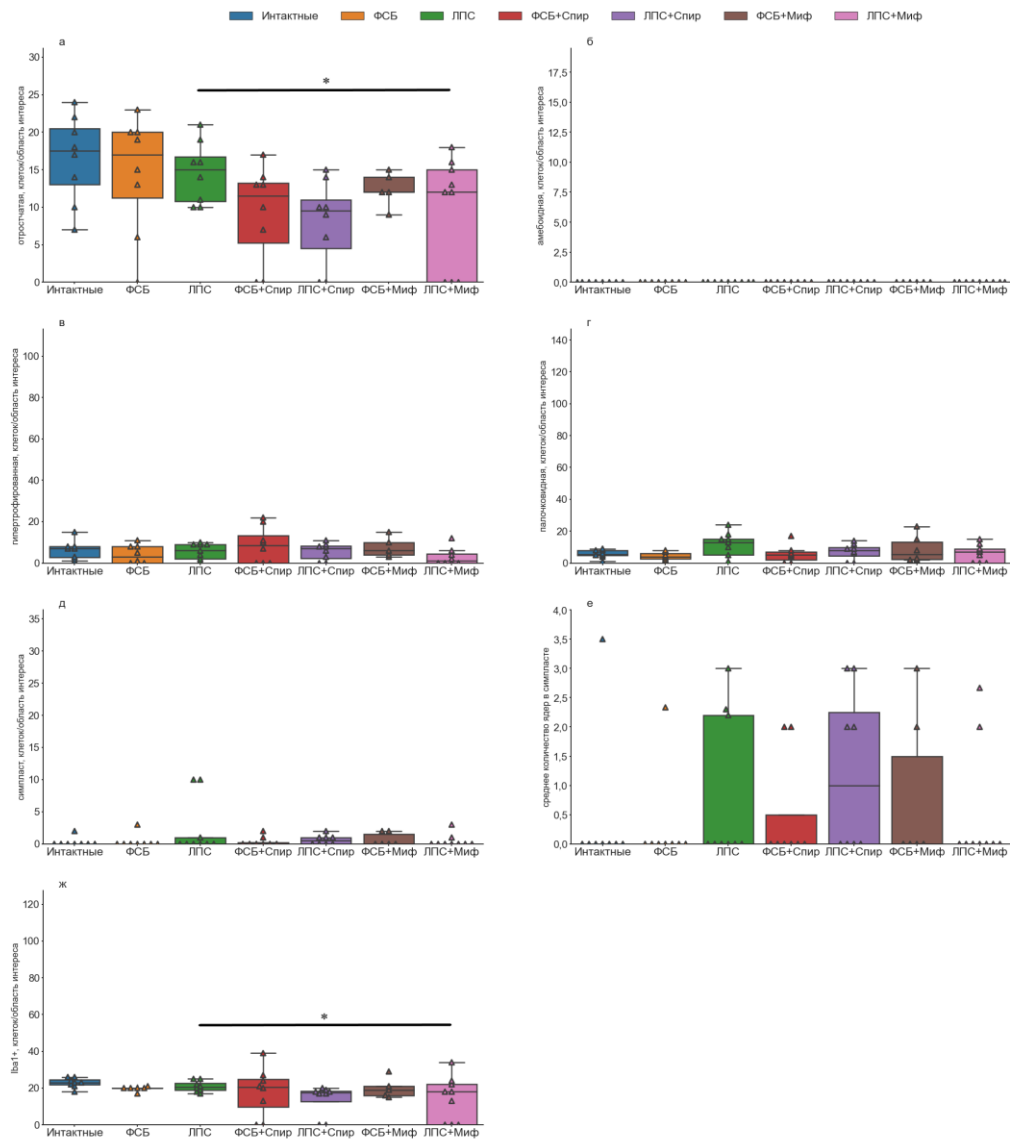 Интактные ФСБ ЛПС ФСБ+Спир ЛПС+Спир ФСБ+Миф ЛПС+Миф
а
отростчатая, клеток/область интереса
30
25
20
15
10
5
0
*
Интактные ФСБ ЛПС ФСБ+Спир ЛПС+Спир ФСБ+Миф ЛПС+Миф
б
амебоидная, клеток/область интереса
17,5
15,0
12,5
10,0
7,5
5,0
2,5
0,0
Интактные ФСБ ЛПС ФСБ+Спир ЛПС+Спир ФСБ+Миф ЛПС+Миф
в
гипертрофированная, клеток/область интереса
100
80
60
40
20
0
Интактные ФСБ ЛПС ФСБ+Спир ЛПС+Спир ФСБ+Миф ЛПС+Миф
г
палочковидная, клеток/область интереса
140
120
100
80
60
40
20
0
Интактные ФСБ ЛПС ФСБ+Спир ЛПС+Спир ФСБ+Миф ЛПС+Миф
д
симпласт, клеток/область интереса
35
30
25
20
15
10
5
0
Интактные ФСБ ЛПС ФСБ+Спир ЛПС+Спир ФСБ+Миф ЛПС+Миф
е
среднее количество ядер в симпласте
4,0
3,5
3,0
2,5
2,0
1,5
1,0
0,5
0,0
Интактные ФСБ ЛПС ФСБ+Спир ЛПС+Спир ФСБ+Миф ЛПС+Миф
ж
Iba1+, клеток/область интереса
120
100
80
60
40
20
0
*
Интактные ФСБ ЛПС ФСБ+Спир ЛПС+Спир ФСБ+Миф ЛПС+Миф